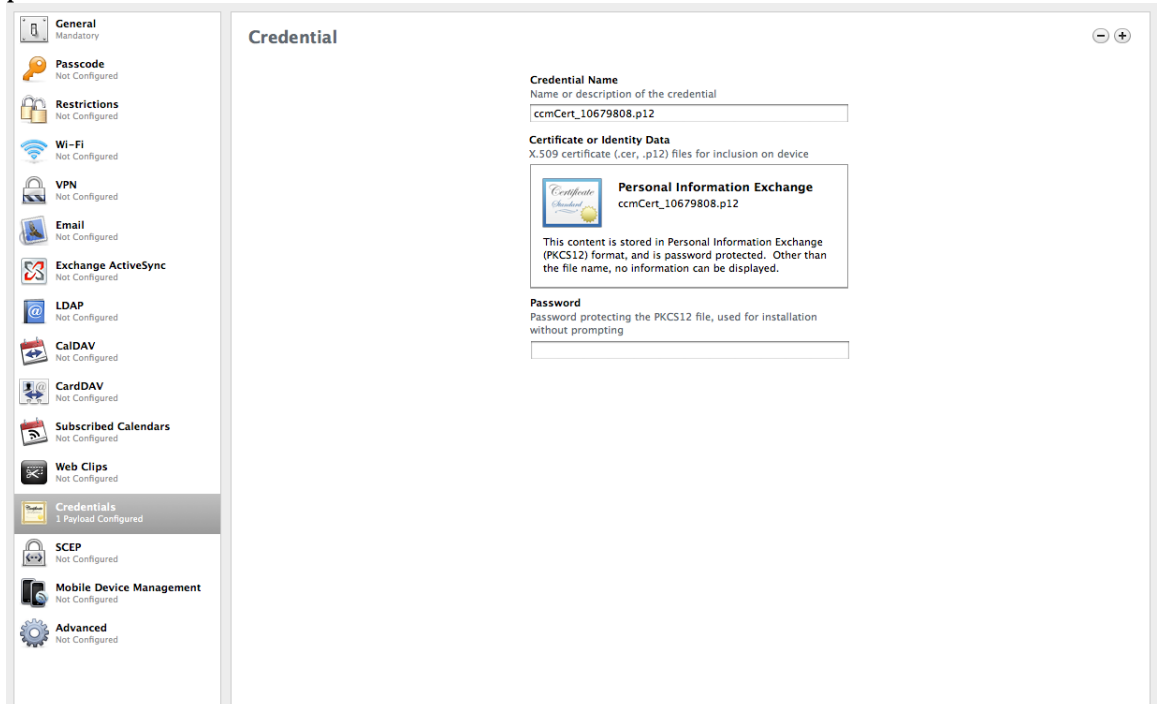 General
Mandatory
Passcode
Not Configured
Restrictions
Not Configured
Wi-Fi
Not Configured
VPN
Not Configured
Email
Not Configured
Exchange ActiveSync
Not Configured
LDAP
Not Configured
CalDAV
Not Configured
CardDAV
Not Configured
Subscribed Calendars
Not Configured
Web Clips
Not Configured
Credentials
1 Payload Configured
SCEP
Not Configured
Mobile Device Management
Not Configured
Advanced
Not Configured
Credential
Credential Name
Name or description of the credential
ccmCert_10679808.p12
Certificate or Identity Data
X.509 certificate (.cer, .p12) files for inclusion on device
Certificate
Standard
Personal Information Exchange
ccmCert_10679808.p12
This content is stored in Personal Information Exchange
(PKCS12) format, and is password protected. Other than
the file name, no information can be displayed.
Password
Password protecting the PKCS12 file, used for installation
without prompting